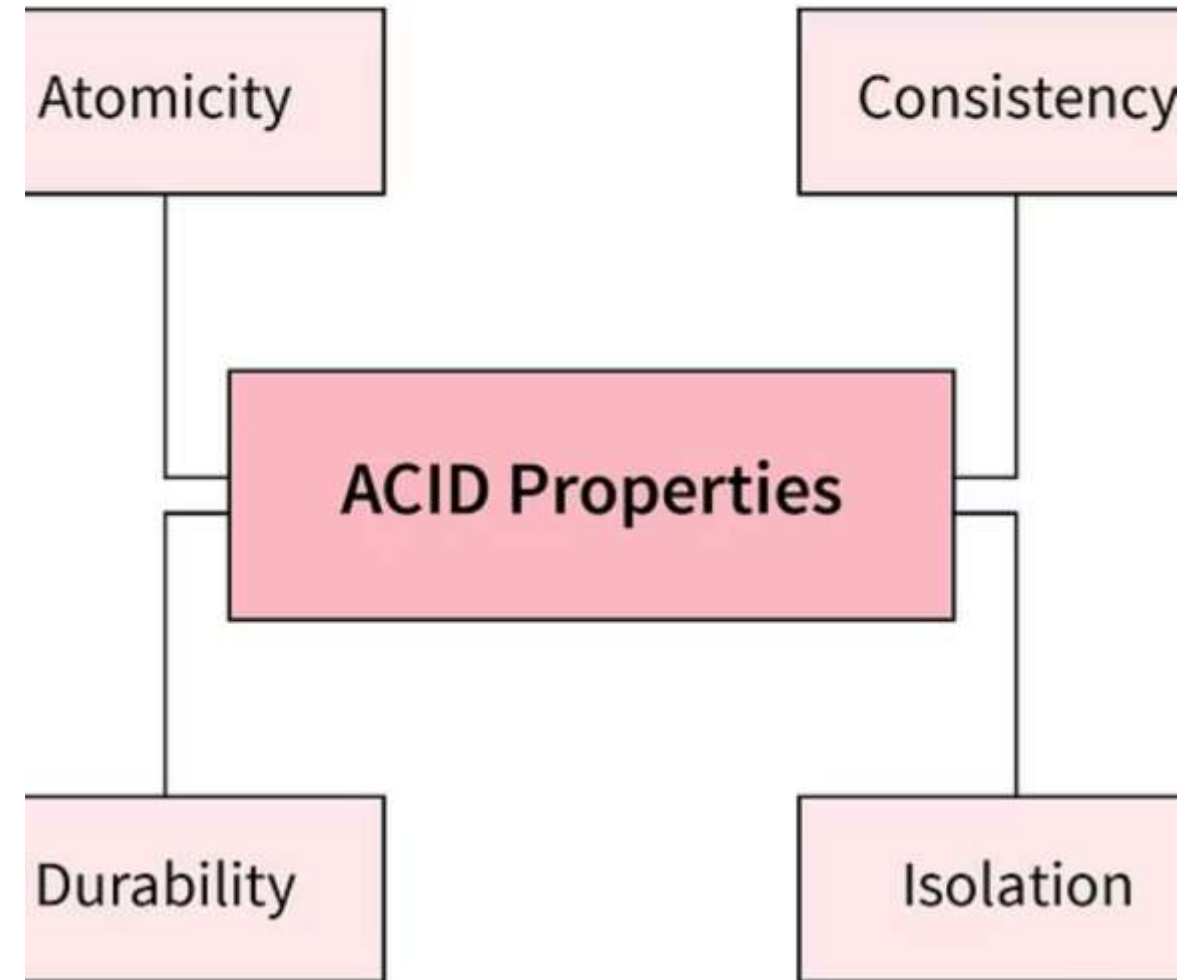 Atomicity
Consistency
ACID Properties
Durability
Isolation